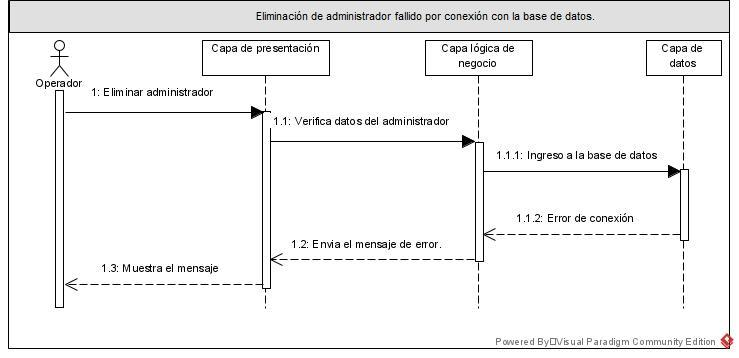 Eliminación de administrador fallido por conexión con la base de datos.
Operador
Capa de presentación
Capa lógica de
negocio
Capa de
datos
1: Eliminar administrador
1.1: Verifica datos del administrador
1.1.1: Ingreso a la base de datos
1.1.2: Error de conexión
1.2: Envia el mensaje de error.
1.3: Muestra el mensaje
Powered By□Visual Paradigm Community Edition